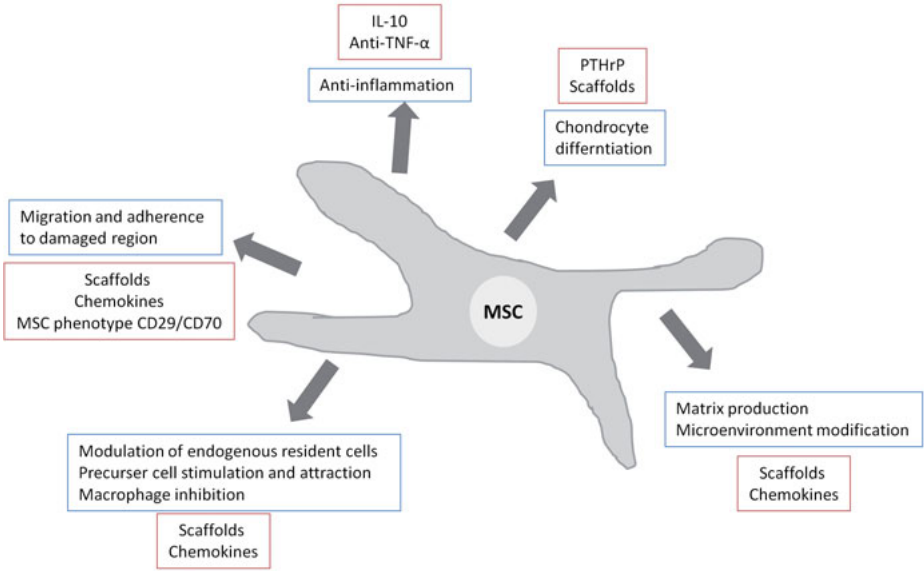 IL-10
Anti-TNF-α
Anti-inflammation
PTHrP
Scaffolds
Chondrocyte
differntiation
Migration and adherence
to damaged region
Scaffolds
Chemokines
MSC phenotype CD29/CD70
MSC
Matrix production
Microenvironment modification
Scaffolds
Chemokines
Modulation of endogenous resident cells
Precurser cell stimulation and attraction
Macrophage inhibition
Scaffolds
Chemokines